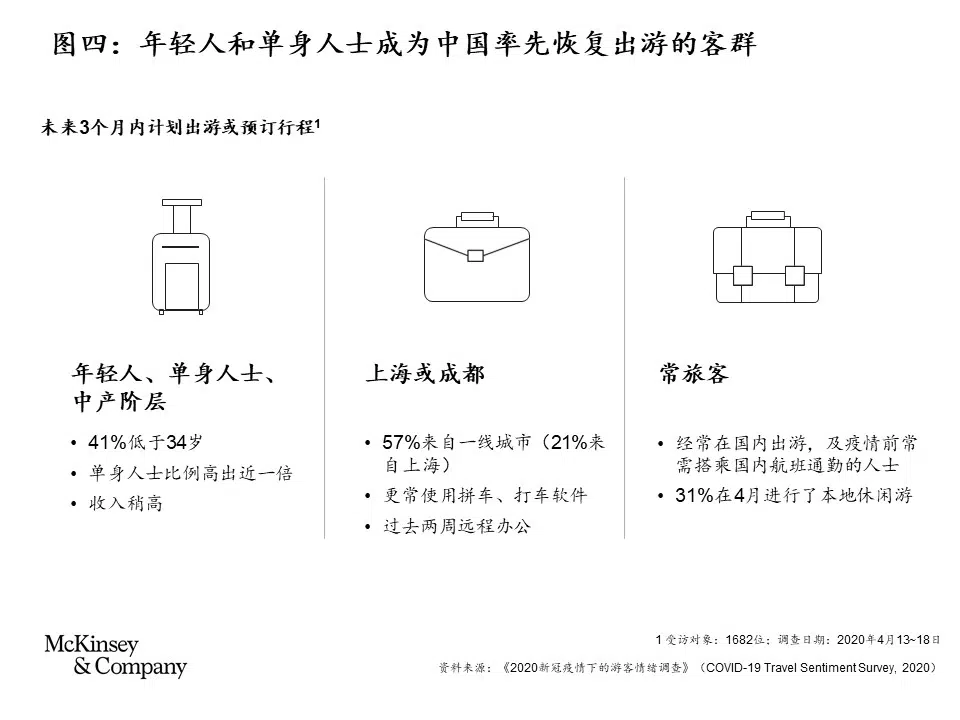 图四：年轻人和单身人士成为中国率先恢复出游的客群
未来3个月内计划出游或预订行程1
年轻人、单身人士、
中产阶层
• 41%低于34岁
• 单身人士比例高出近一倍
• 收入稍高
上海或成都
• 57%来自一线城市（21%来
自上海）
• 更常使用拼车、打车软件
• 过去两周远程办公
常旅客
• 经常在国内出游，及疫情前常
需搭乘国内航班通勤的人士
• 31%在4月进行了本地休闲游
McKinsey
& Company
1 受访对象：1682位；调查日期：2020年4月13~18日
资料来源：《2020新冠疫情下的游客情绪调查》（COVID-19 Travel Sentiment Survey, 2020）